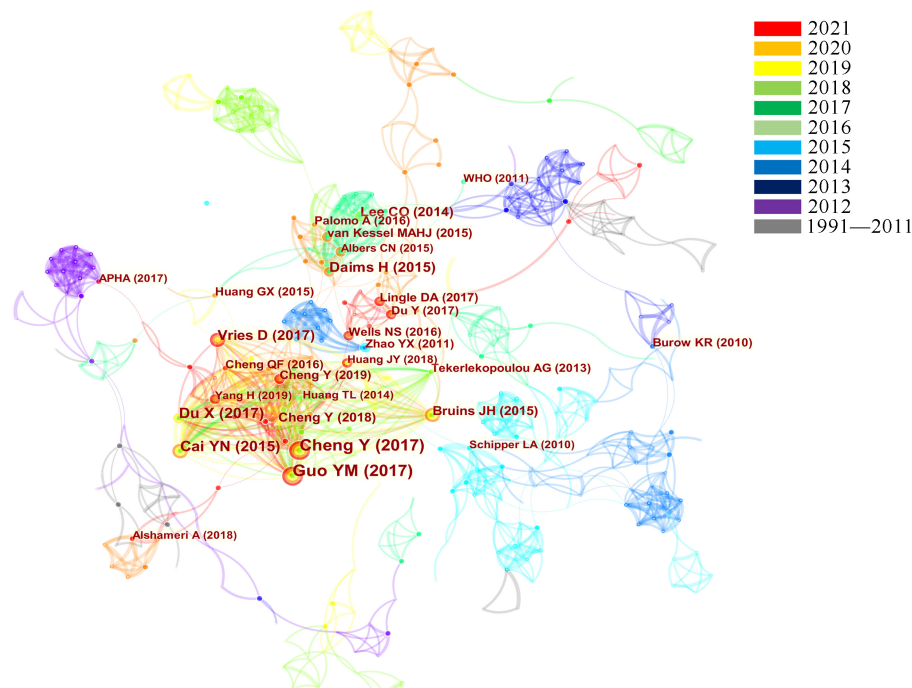 2021
2020
2019
2018
2017
2016
2015
2014
2013
2012
1991—2011
WHO (2011)
Lee CO (2014)
Palomo A (2016)
van Kessel MAHJ (2015)
Albers CN (2015)
Daims H (2015)
APHA (2017)
Huang GX (2015)
Lingle DA (2017)
Du Y (2017)
Vries D (2017)
Wells NS (2016)
Zhao YX (2011)
Burow KR (2010)
Huang JY (2018)
Cheng QF (2016)
Tekerlekopoulou AG (2013)
Cheng Y (2019)
Yang H (2019)
Huang TL (2014)
Du X (2017)
Cheng Y (2018)
Bruins JH (2015)
Cai YN (2015)
Cheng Y (2017)
Schipper LA (2010)
Guo YM (2017)
Alshameri A (2018)